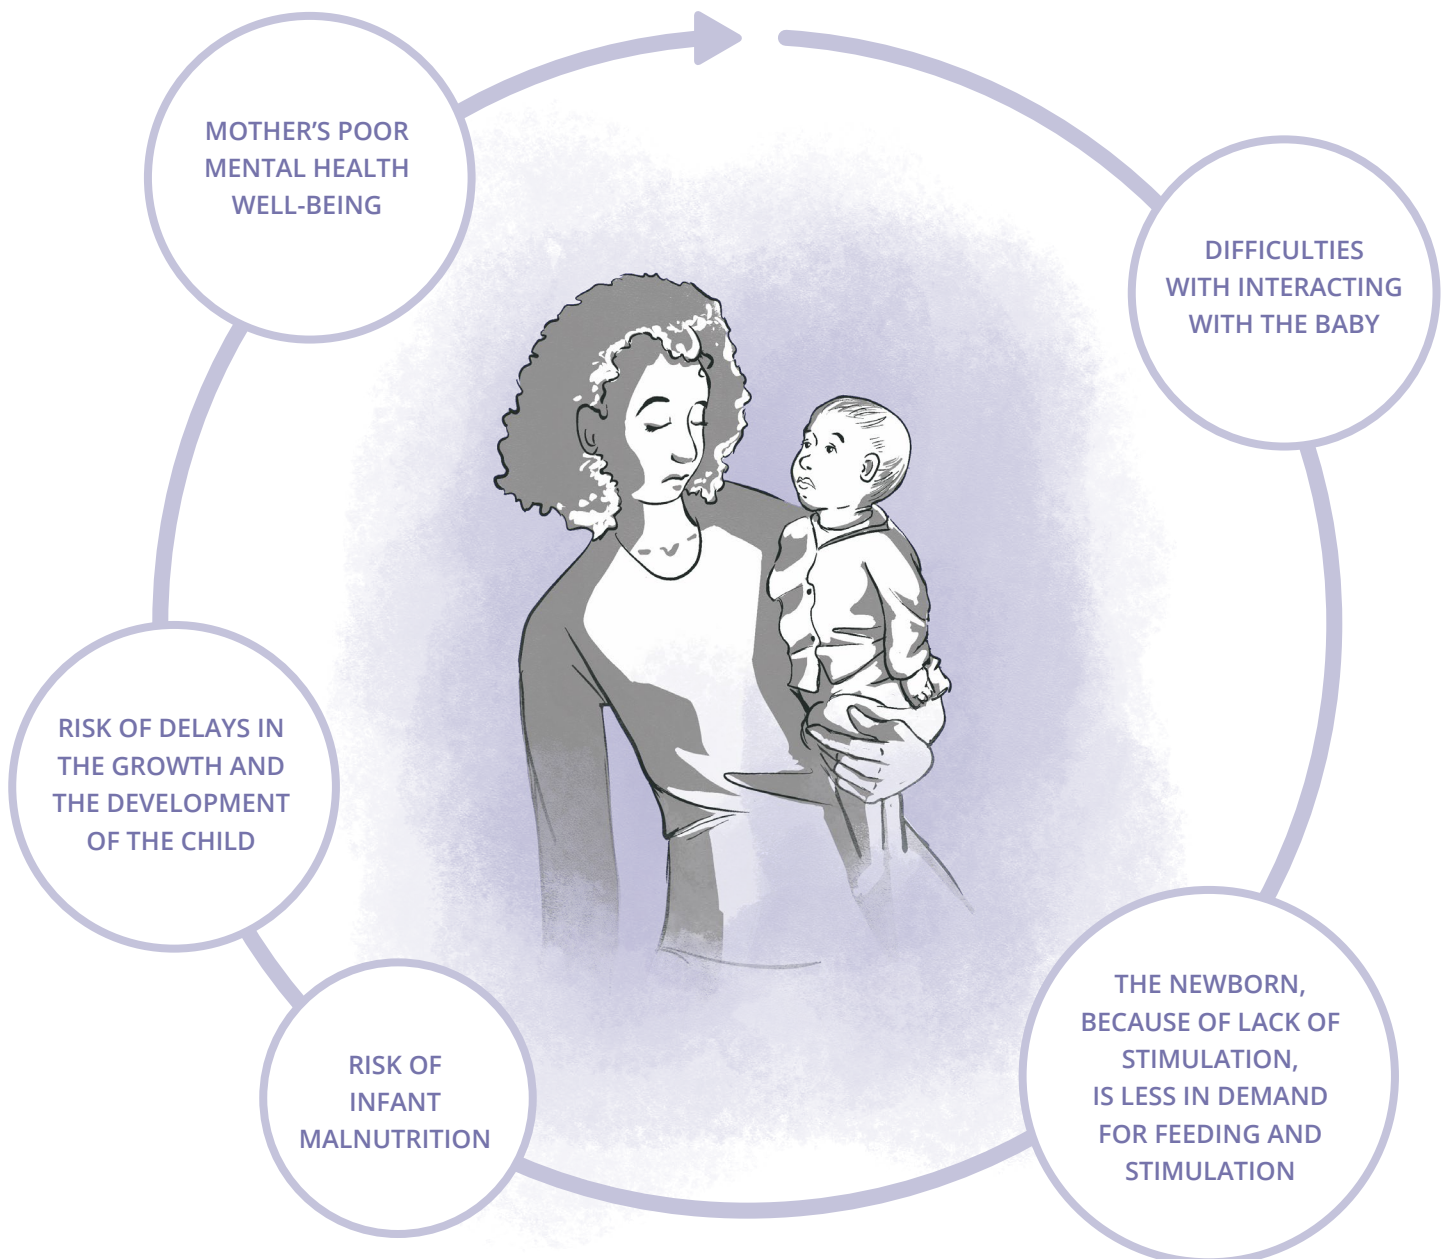 MOTHER'S POOR
MENTAL HEALTH
WELL-BEING
DIFFICULTIES
WITH INTERACTING
WITH THE BABY
THE NEWBORN,
BECAUSE OF LACK OF
STIMULATION,
IS LESS IN DEMAND
FOR FEEDING AND
STIMULATION
RISK OF
INFANT
MALNUTRITION
RISK OF DELAYS IN
THE GROWTH AND
THE DEVELOPMENT
OF THE CHILD